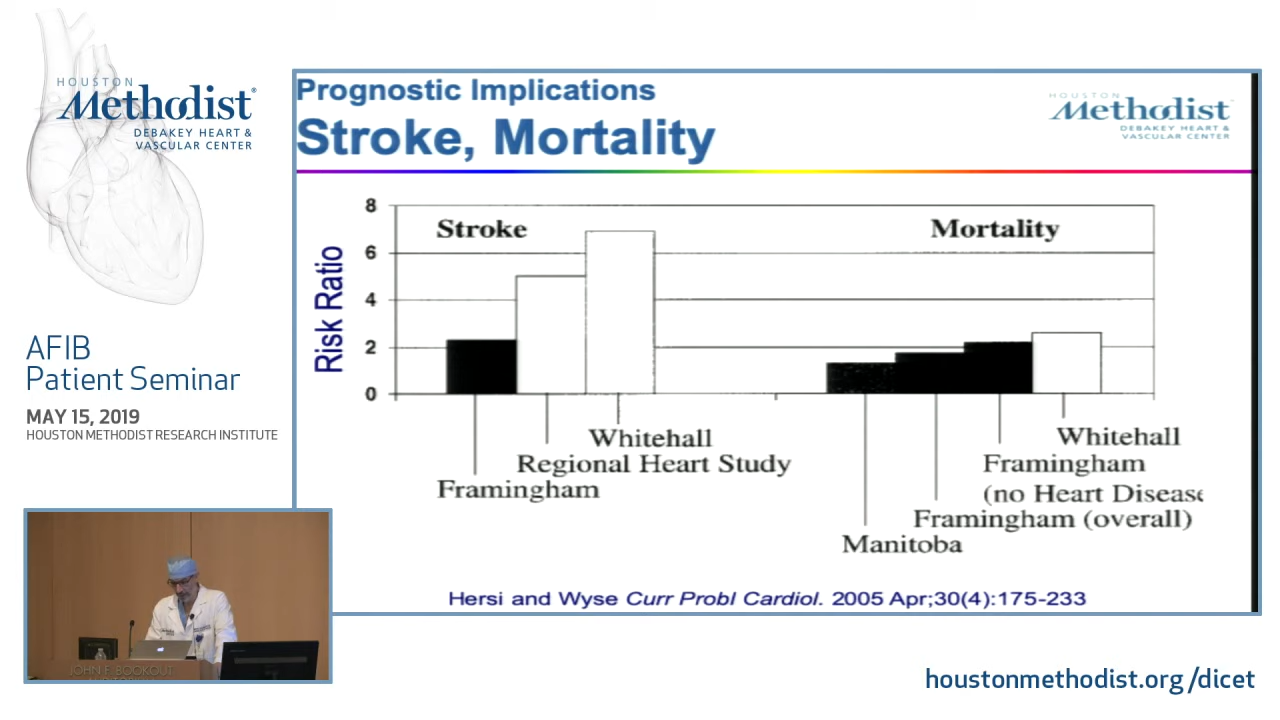 HOUSTON
Methodist®
DEBAKEY HEART &
VASCULAR CENTER
AFIB
Patient Seminar
MAY 15, 2019
HOUSTON METHODIST RESEARCH INSTITUTE
Prognostic Implications
Stroke, Mortality
HOUSTON
Methodist
DEBAKEY HEART &
VASCULAR CENTER
Risk Ratio
8
6
4
2
0
Stroke
Mortality
Whitehall
Regional Heart Study
Framingham
Whitehall
Framingham
(no Heart Disease
Framingham (overall)
Manitoba
Hersi and Wyse Curr Probl Cardiol. 2005 Apr;30(4):175-233
JOHN F. BOOKOUT
houstonmethodist.org/dicet